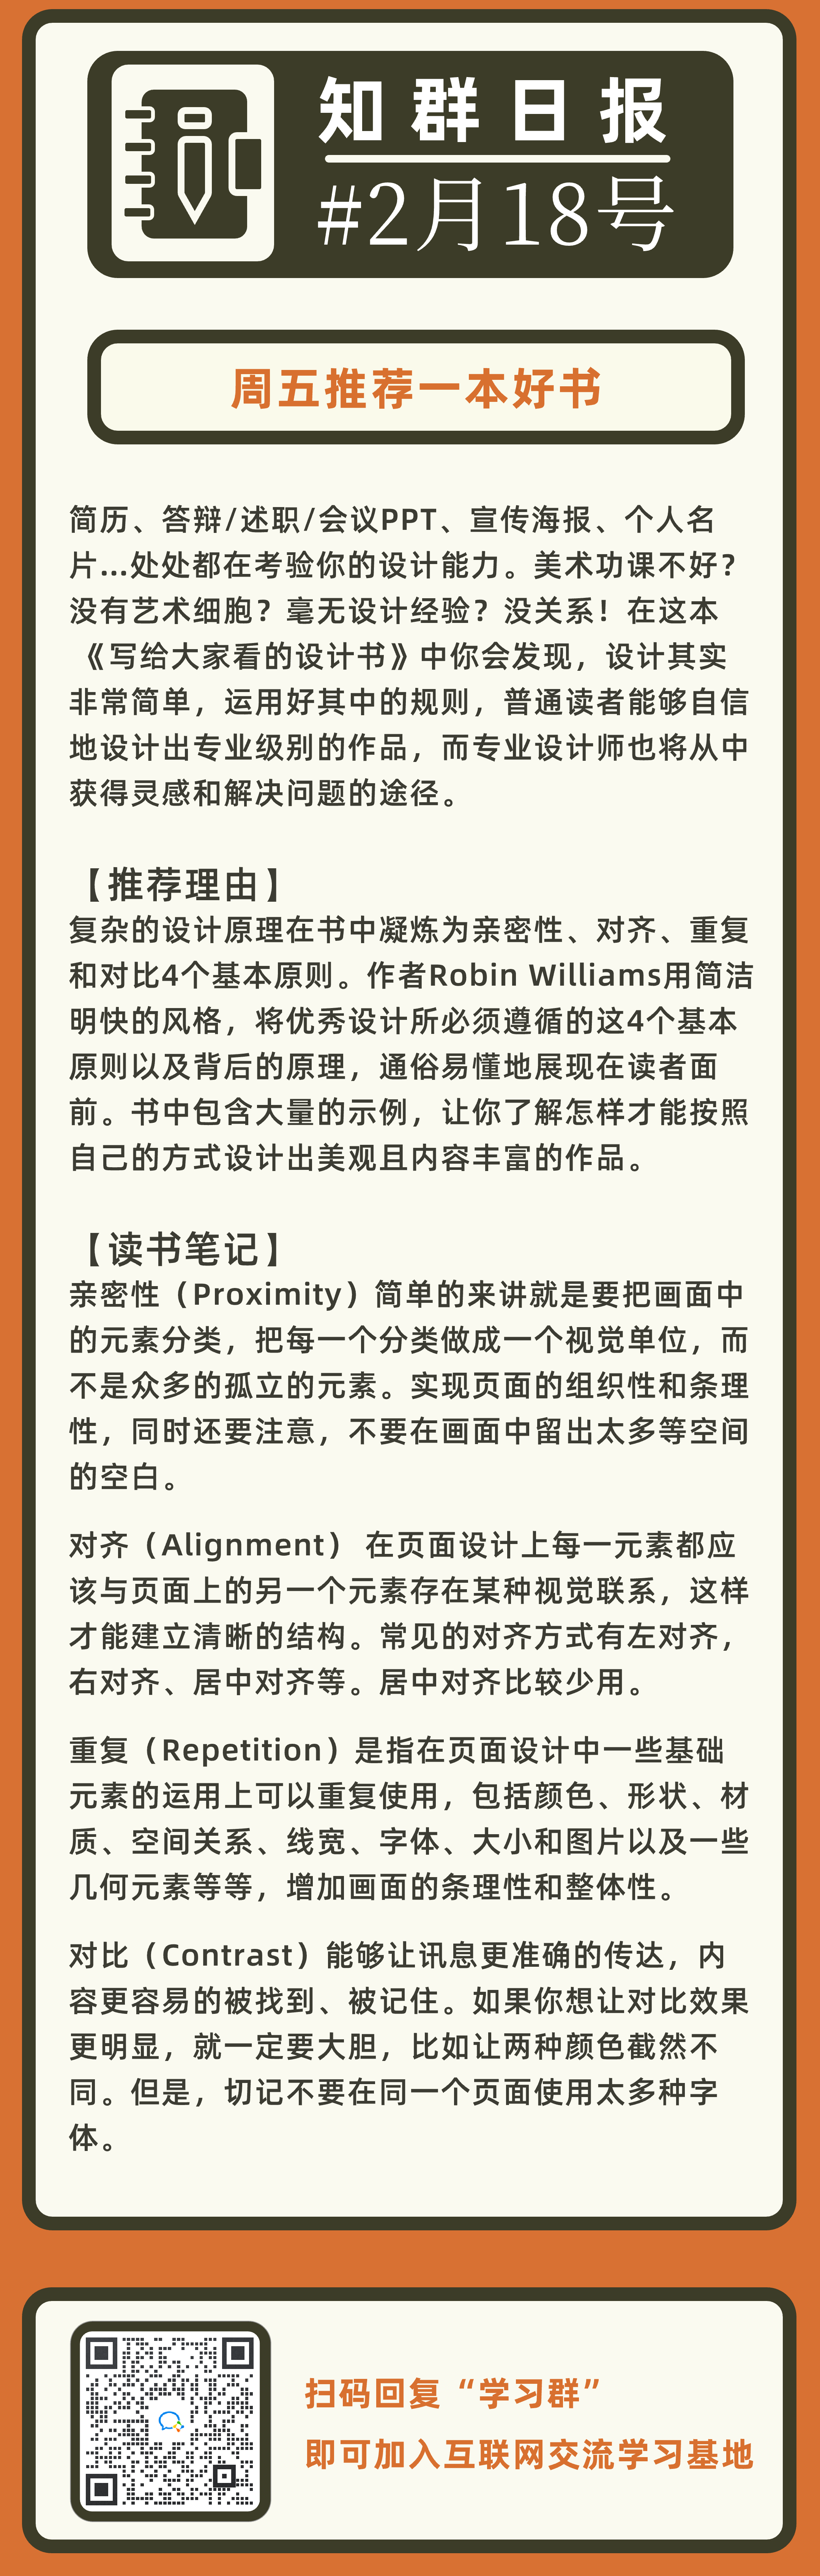 知群日报
#2月18号
周五推荐一本好书
简历、答辩/述职/会议PPT、宣传海报、个人名
片...处处都在考验你的设计能力。美术功课不好？
没有艺术细胞？毫无设计经验？没关系！在这本
《写给大家看的设计书》中你会发现，设计其实
非常简单，运用好其中的规则，普通读者能够自信
地设计出专业级别的作品，而专业设计师也将从中
获得灵感和解决问题的途径。
【推荐理由】
复杂的设计原理在书中凝炼为亲密性、对齐、重复
和对比4个基本原则。作者Robin Williams用简洁
明快的风格，将优秀设计所必须遵循的这4个基本
原则以及背后的原理，通俗易懂地展现在读者面
前。书中包含大量的示例，让你了解怎样才能按照
自己的方式设计出美观且内容丰富的作品。
【读书笔记】
亲密性（Proximity）简单的来讲就是要把画面中
的元素分类，把每一个分类做成一个视觉单位，而
不是众多的孤立的元素。实现页面的组织性和条理
性，同时还要注意，不要在画面中留出太多等空间
的空白。
对齐（Alignment） 在页面设计上每一元素都应
该与页面上的另一个元素存在某种视觉联系，这样
才能建立清晰的结构。常见的对齐方式有左对齐，
右对齐、居中对齐等。居中对齐比较少用。
重复（Repetition）是指在页面设计中一些基础
元素的运用上可以重复使用，包括颜色、形状、材
质、空间关系、线宽、字体、大小和图片以及一些
几何元素等等，增加画面的条理性和整体性。
对比（Contrast）能够让讯息更准确的传达，内
容更容易的被找到、被记住。如果你想让对比效果
更明显，就一定要大胆，比如让两种颜色截然不
同。但是，切记不要在同一个页面使用太多种字
体。
扫码回复“学习群”
即可加入互联网交流学习基地